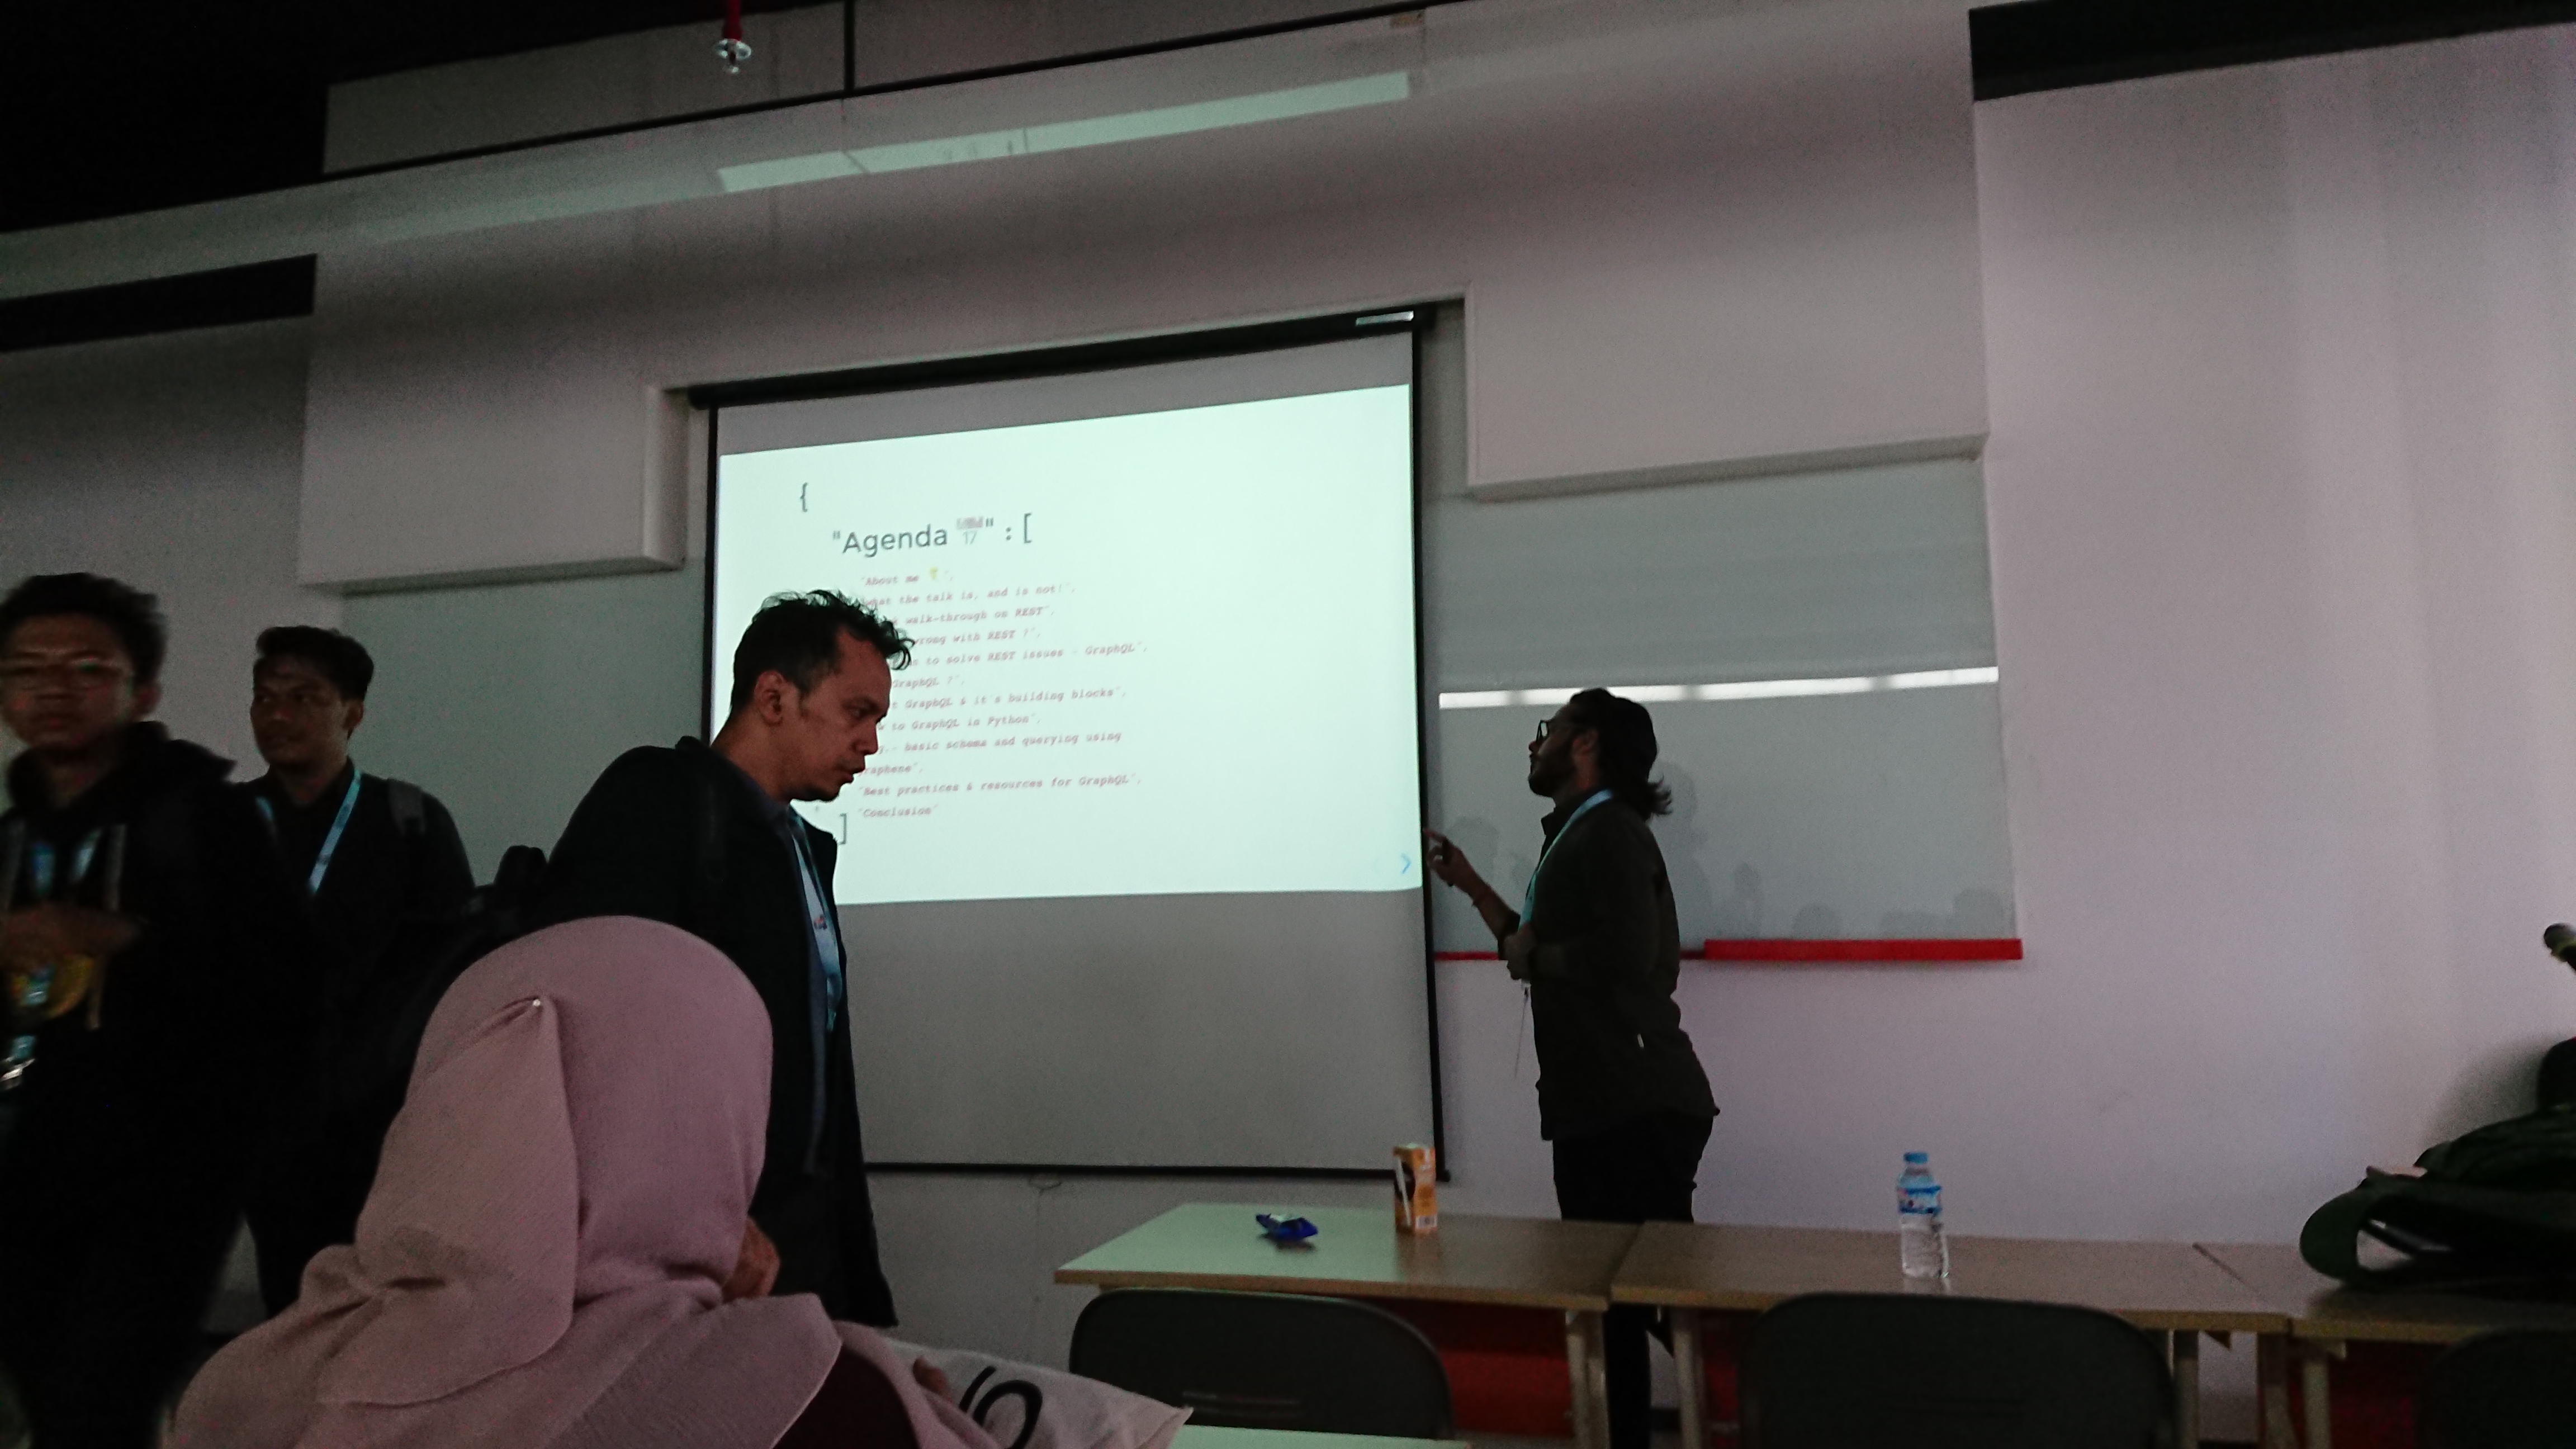 {
"Agenda 17" : [
"About me ",
what the talk is, and is not!",
walk-through on REST",
wrong with REST ?",
to solve REST issues - GraphQL",
GraphQL ?",
GraphQL & it's building blocks",
to GraphQL in Python",
basic schema and querying using
raphene",
"Best practices & resources for GraphQL",
"Conclusion"
]